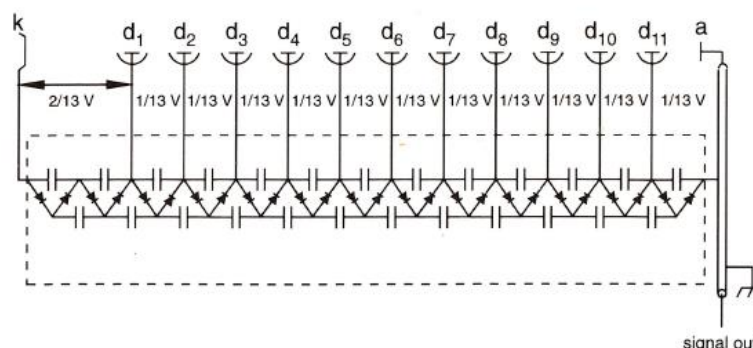 k d₁ d₂ d₃ d₄ d₅ d₆ d₇ d₈ d₉ d₁₀ d₁₁ a
2/13 V 1/13 V 1/13 V 1/13 V 1/13 V 1/13 V 1/13 V 1/13 V 1/13 V 1/13 V 1/13 V 1/13 V
signal ou